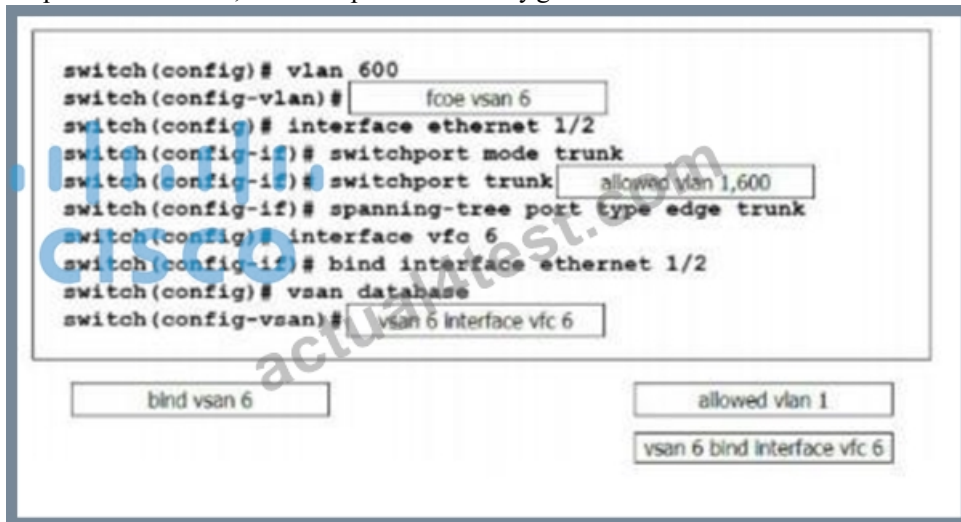 switch(config)# vlan 600
switch(config-vlan)# fcoe vsan 6
switch(config)# interface ethernet 1/2
switch(config-if)# switchport mode trunk
switch(config-if)# switchport trunk allowed vlan 1,600
switch(config-if)# spanning-tree port type edge trunk
switch(config)# interface vfc 6
switch(config-if)# bind interface ethernet 1/2
switch(config)# vsan database
switch(config-vsan)# vsan 6 interface vfc 6
bind vsan 6
allowed vlan 1
vsan 6 bind interface vfc 6
cisco
actual4test.com